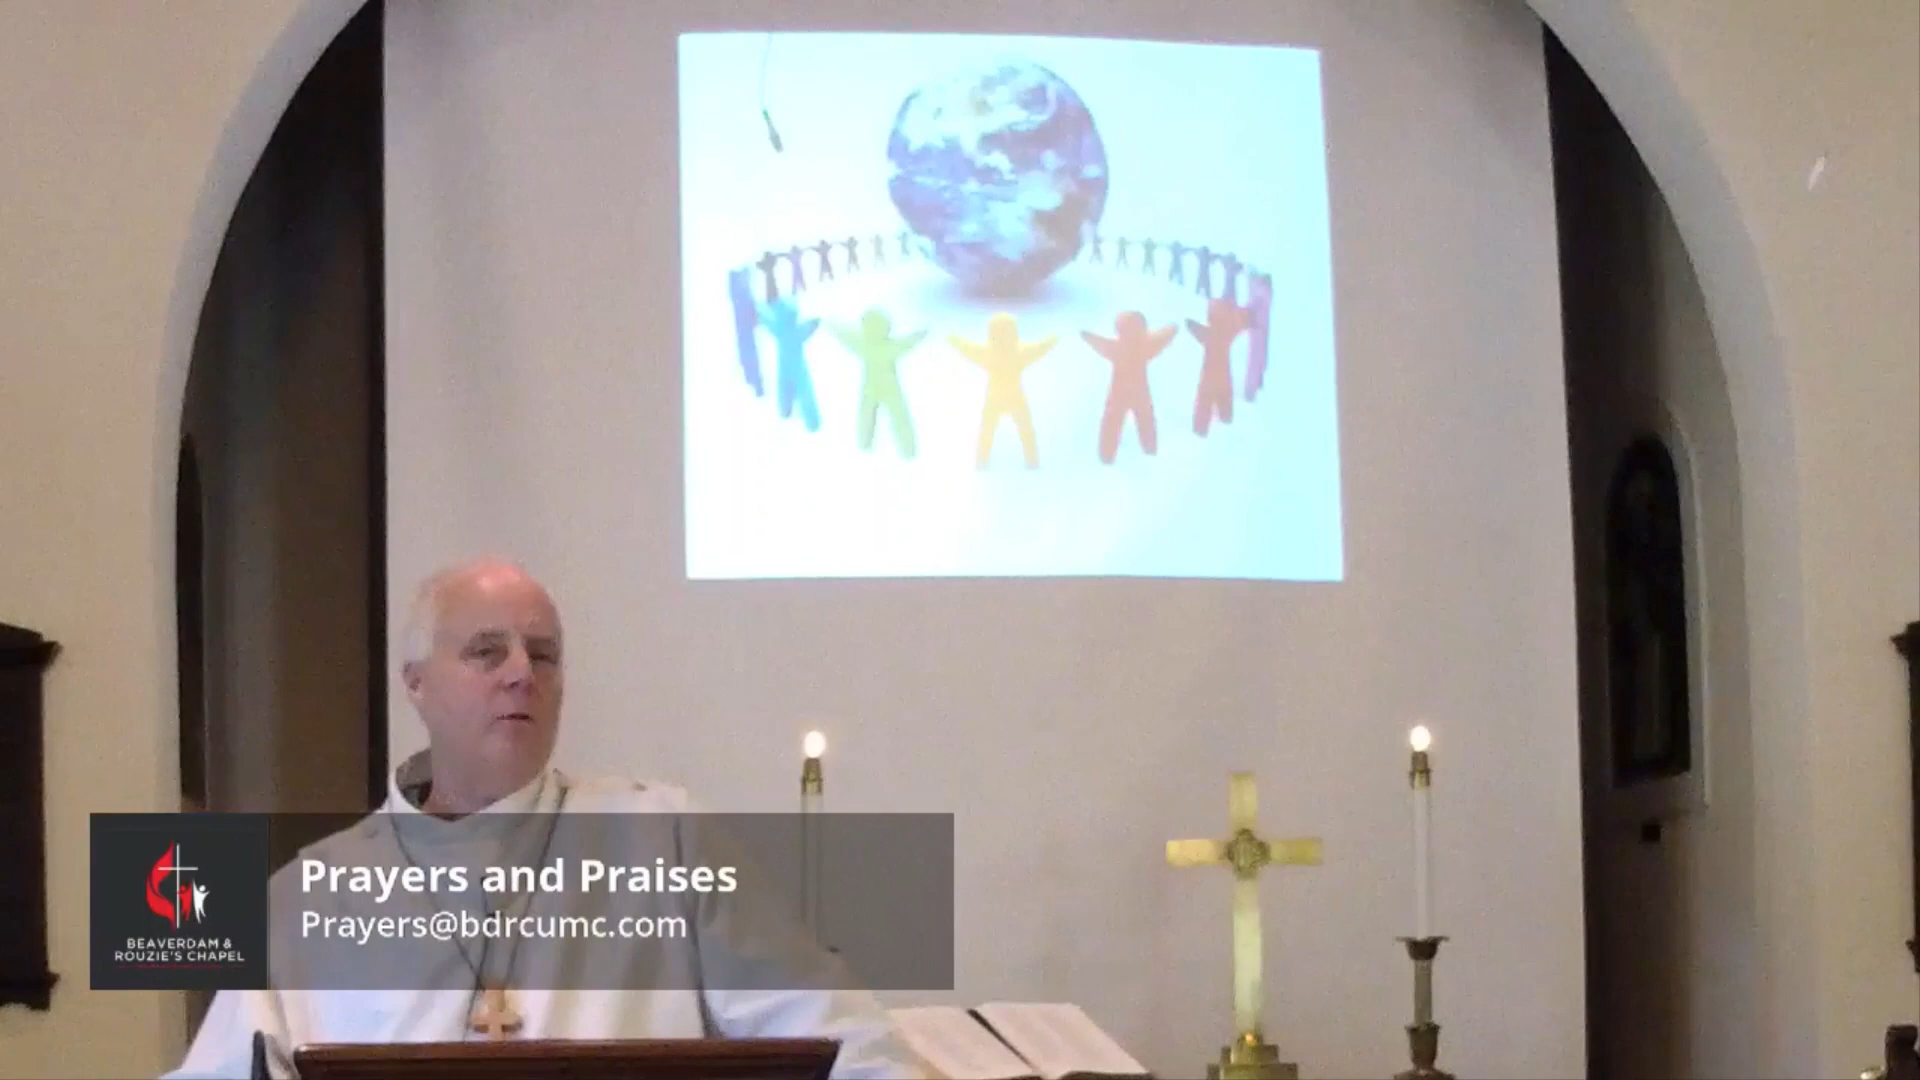 Prayers and Praises
Prayers@bdrcumc.com
BEAVERDAM &
ROUZIE'S CHAPEL